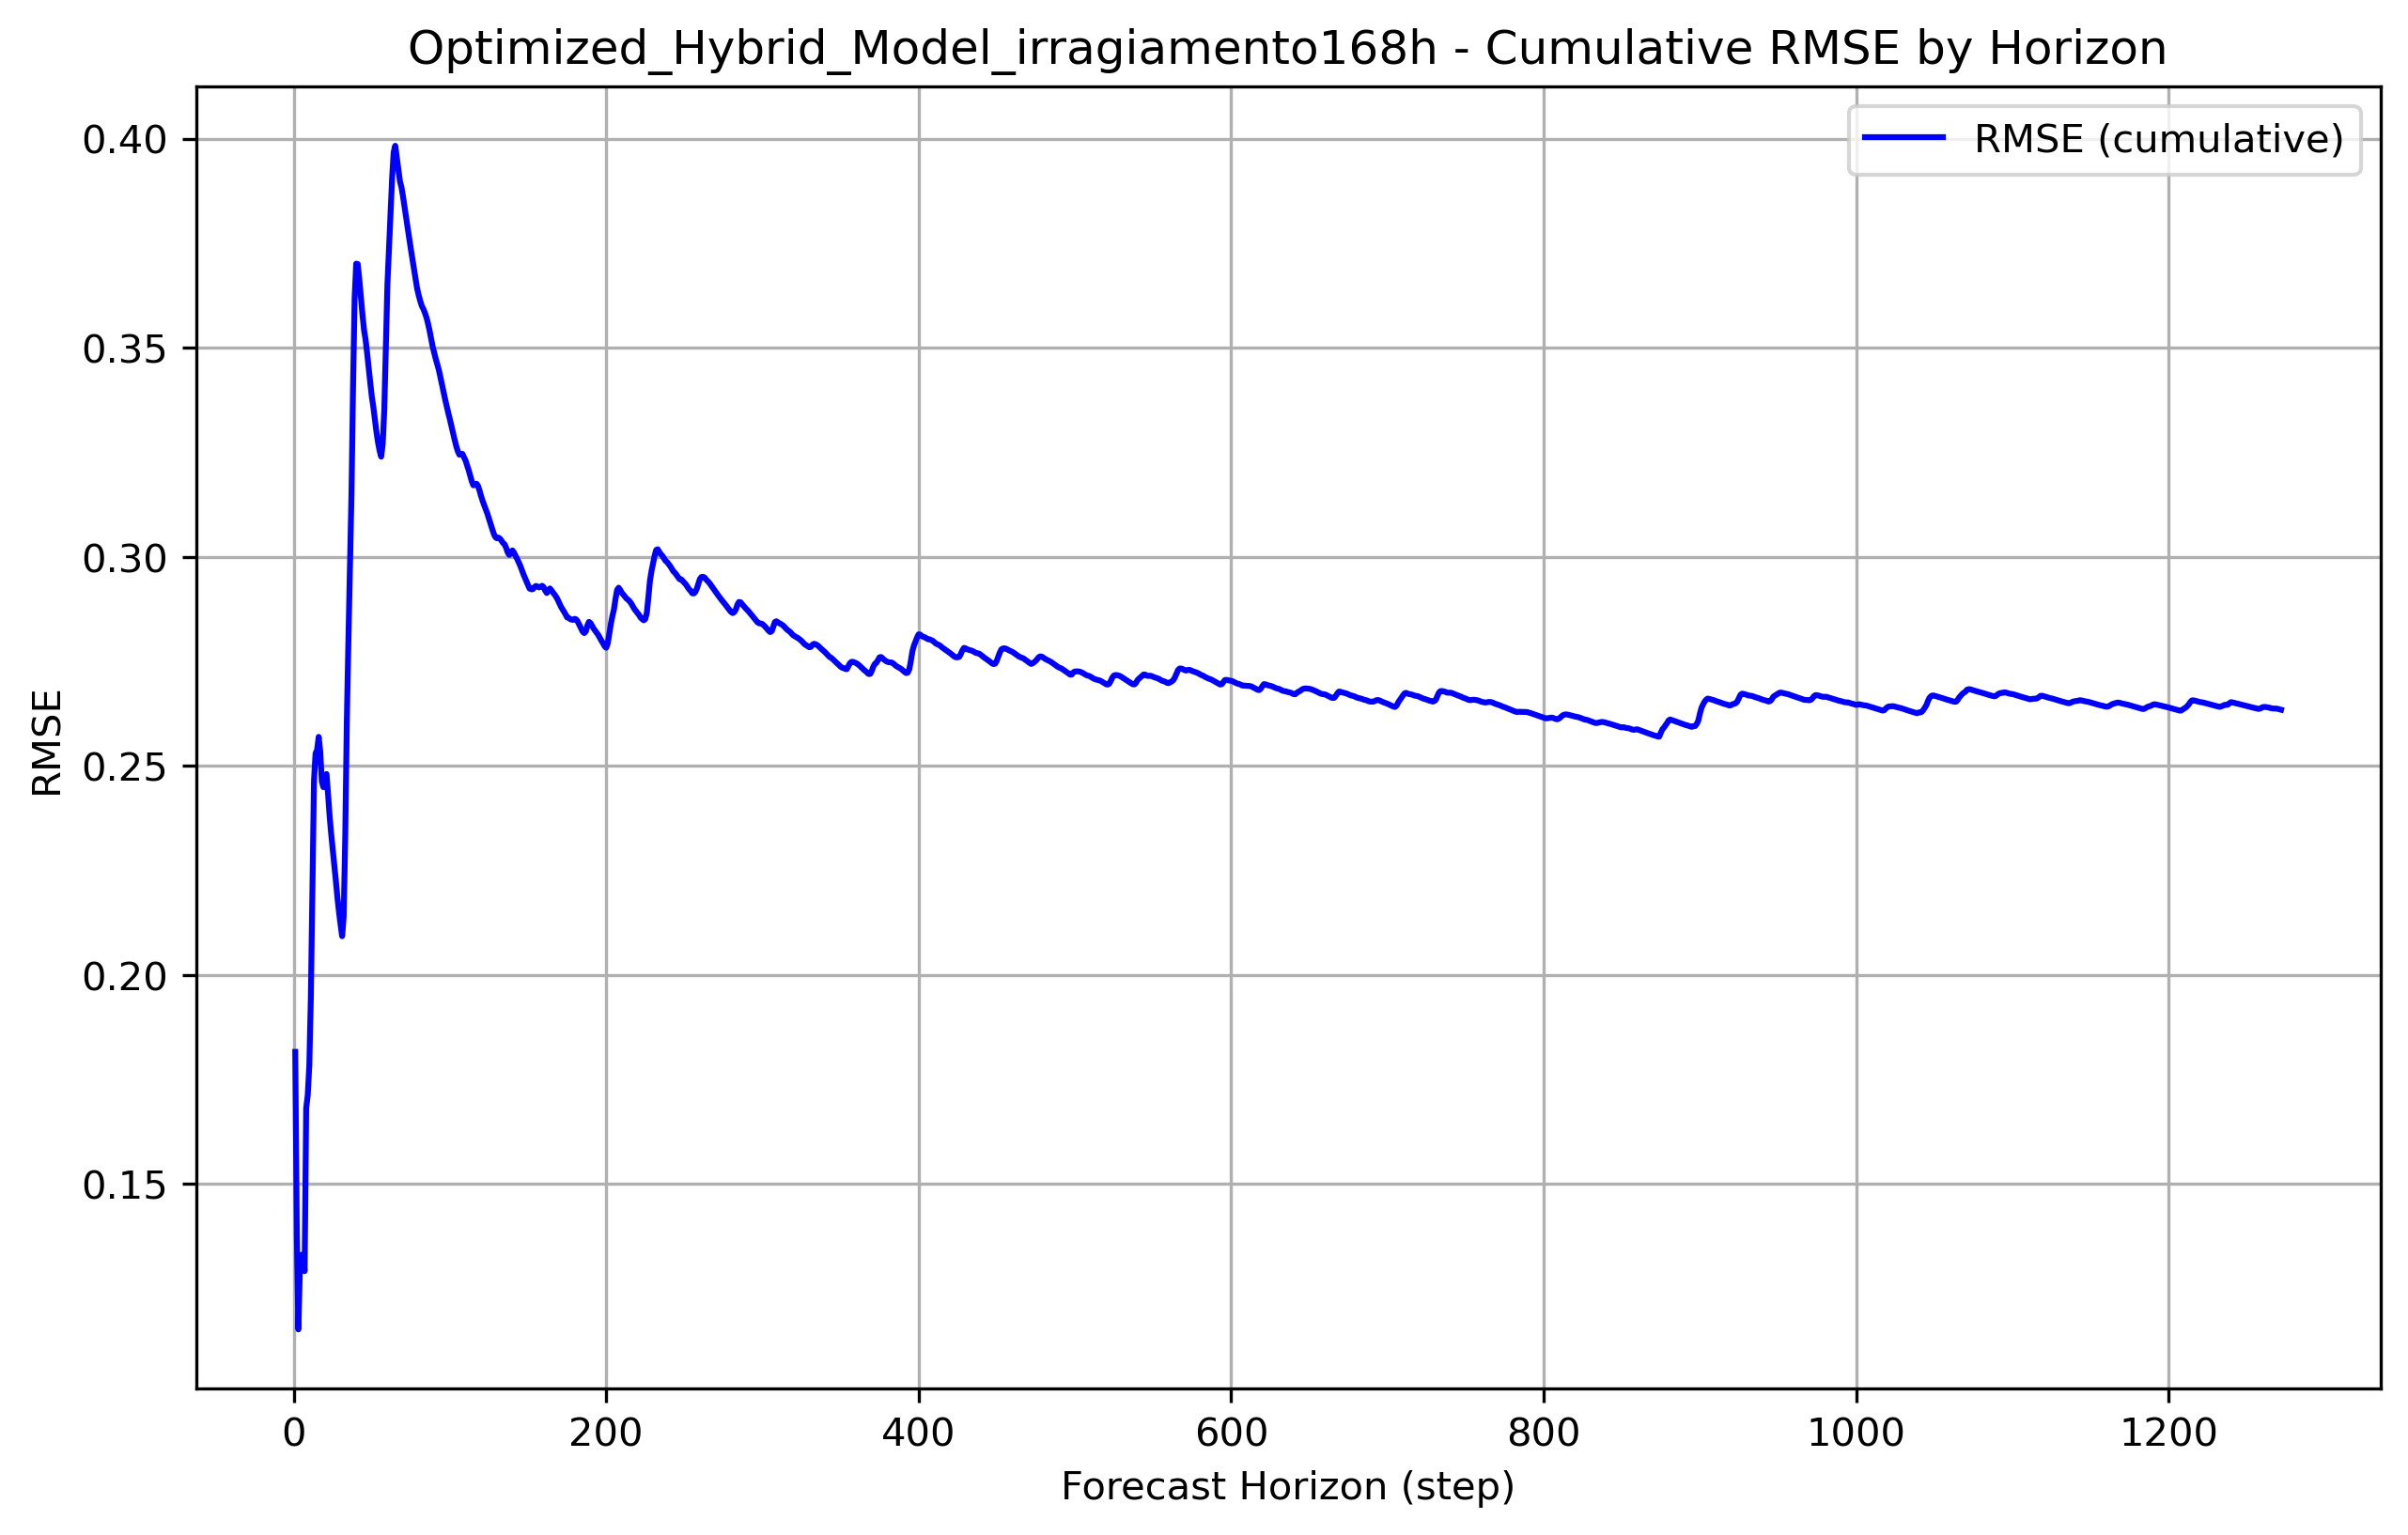 Optimized_Hybrid_Model_irragiamento168h - Cumulative RMSE by Horizon
RMSE (cumulative)
0.40
0.35
0.30
0.25
0.20
0.15
RMSE
0 200 400 600 800 1000 1200
Forecast Horizon (step)